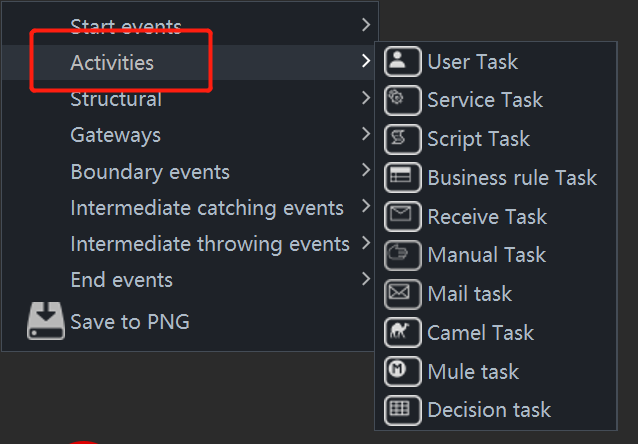 Start events
Activities
Structural
Gateways
Boundary events
Intermediate catching events
Intermediate throwing events
End events
Save to PNG
User Task
Service Task
Script Task
Business rule Task
Receive Task
Manual Task
Mail task
Camel Task
Mule task
Decision task